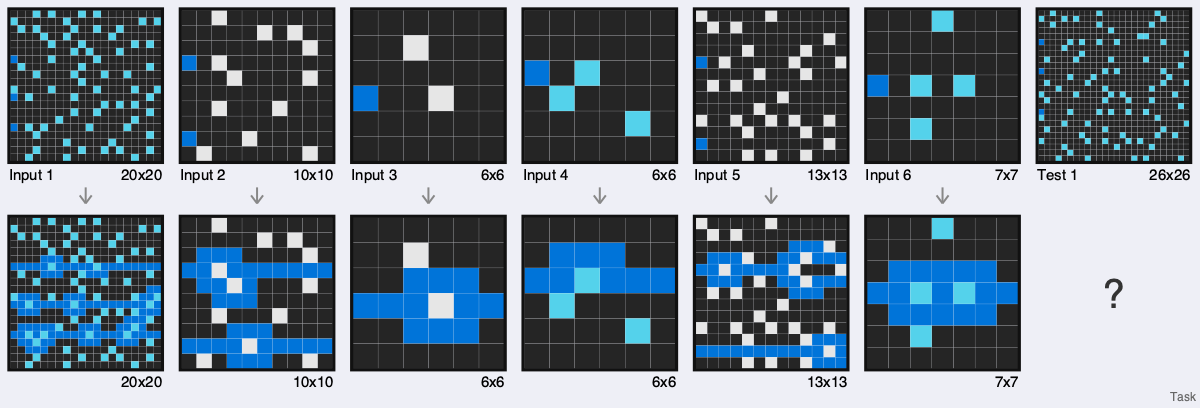 Input 1 20x20
Input 2 10x10
Input 3 6x6
Input 4 6x6
Input 5 13x13
Input 6 7x7
Test 1 26x26
?
20x20
10x10
6x6
6x6
13x13
7x7
Task